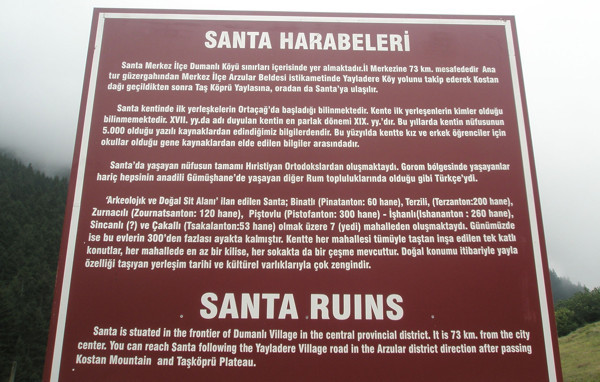 SANTA HARABELERİ
Santa Merkez İlçe Dumanlı Köyü sınırları içerisinde yer almaktadır.İl Merkezine 73 km. mesafededir Ana
tur güzergahından Merkez İlçe Arzular Beldesi istikametinde Yayladere Köy yolunu takip ederek Kostan
dağı geçildikten sonra Taş Köprü Yaylasına, oradan da Santa'ya ulaşılır.
Santa kentinde ilk yerleşkelerin Ortaçağ'da başladığı bilinmektedir. Kente ilk yerleşenlerin kimler olduğu
bilinmemektedir. XVII. yy.da adı duyulan kentin en parlak dönemi XIX. yy.'dır. Bu yıllarda kentin nüfusunun
5.000 olduğu yazılı kaynaklardan edindiğimiz bilgilerdendir. Bu yüzyılda kentte kız ve erkek öğrenciler için
okullar olduğu gene kaynaklardan elde edilen bilgiler arasındadır.
Santa'da yaşayan nüfusun tamamı Hıristiyan Ortodokslardan oluşmaktaydı. Gorom bölgesinde yaşayanlar
hariç hepsinin anadili Gümüşhane'de yaşayan diğer Rum topluluklarında olduğu gibi Türkçe'ydi.
'Arkeolojık ve Doğal Sit Alanı' ilan edilen Santa; Binatlı (Pinatanton: 60 hane), Terzili, (Terzanton:200 hane),
Zurnacılı, (Zournatsanton: 120 hane), Piştovlu (Pistofanton: 300 hane) - İşhanlı(Ishananton : 260 hane),
Sincanlı (?) ve Çakallı (Tsakalanton:53 hane) olmak üzere 7 (yedi) mahalleden oluşmaktaydı. Günümüzde
ise bu evlerin 300'den fazlası ayakta kalmıştır. Kentte her mahallesi tümüyle taştan inşa edilen tek katlı
konutlar, her mahallede en az bir kilise, her sokakta da bir çeşme mevcuttur. Doğal konumu itibariyle yayla
özelliği taşıyan yerleşim tarihi ve kültürel varlıklarıyla çok zengindir.
SANTA RUINS
Santa is stuated in the frontier of Dumanlı Village in the central provincial district. It is 73 km. from the city
center. You can reach Santa following the Yayladere Village road in the Arzular district direction after passing
Kostan Mountain and Taşköprü Plateau.